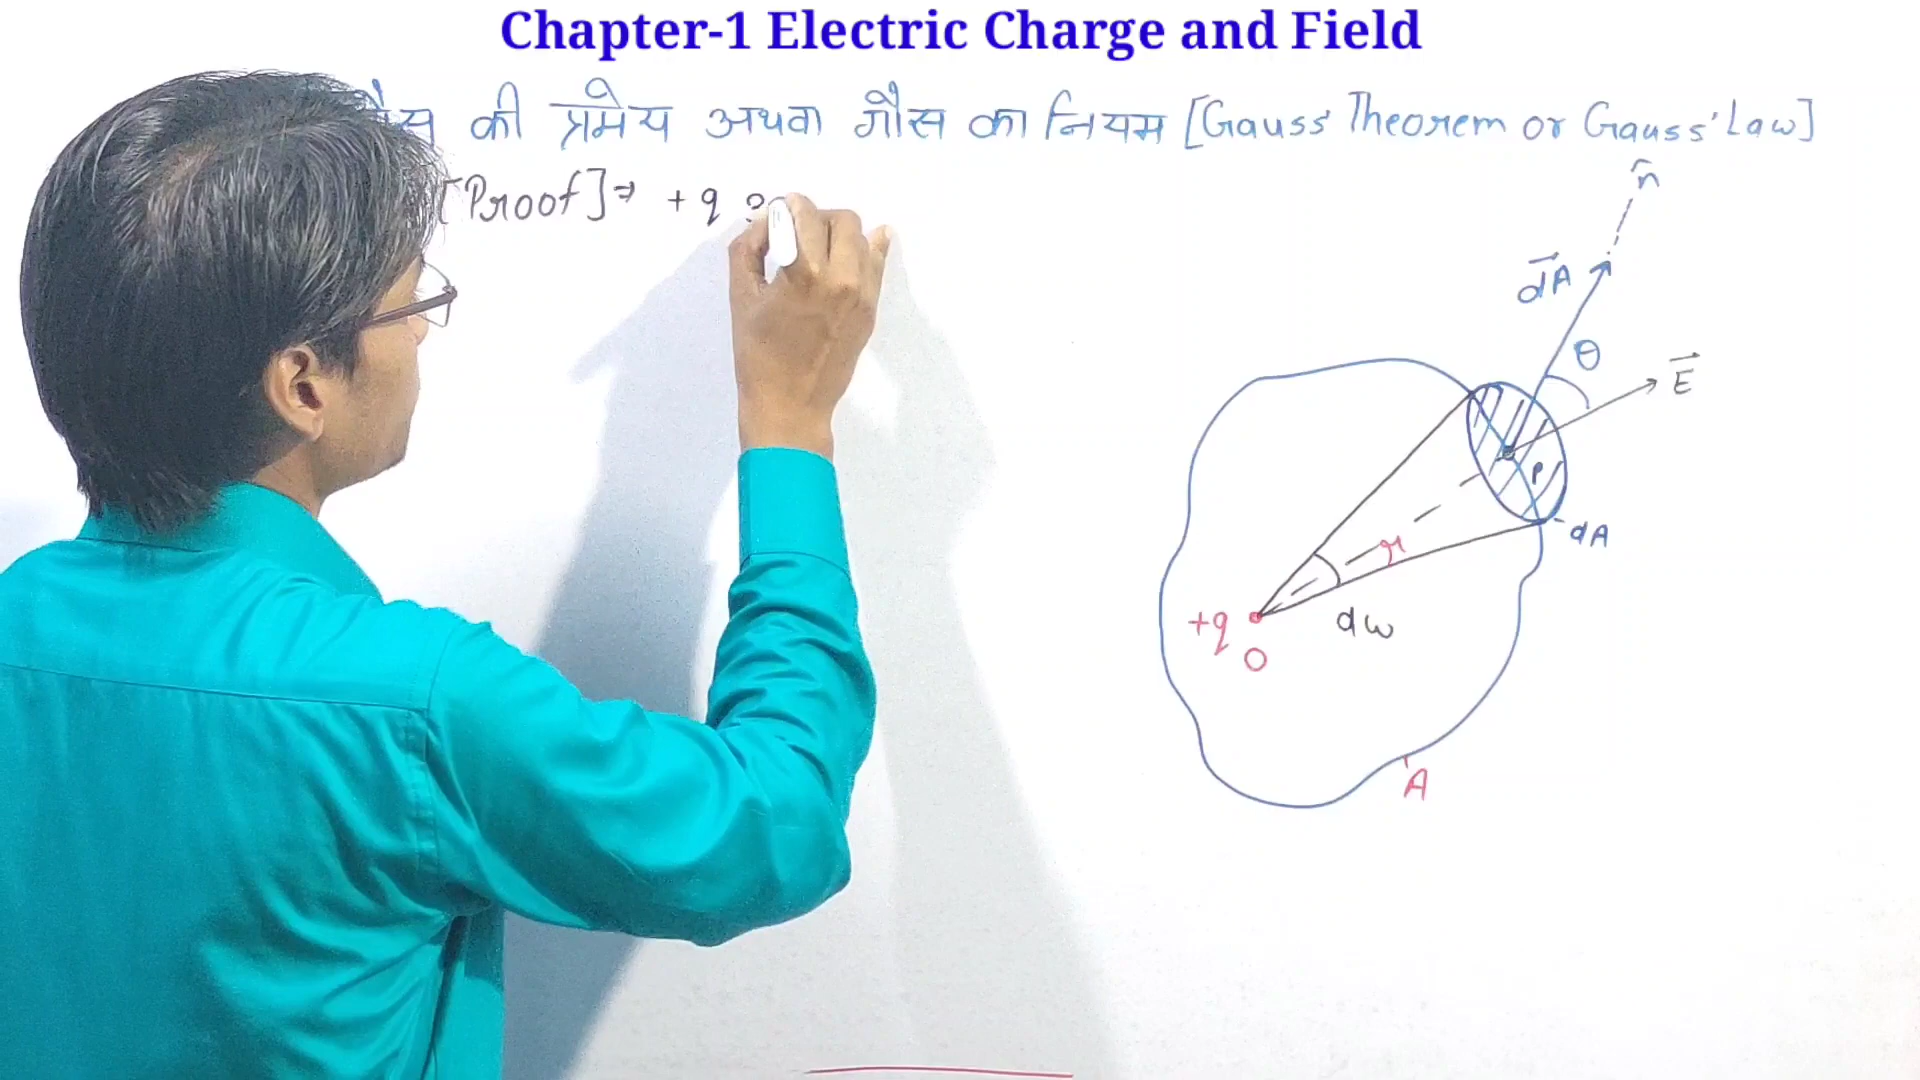 Chapter-1 Electric Charge and Field
की प्रमेय अथवा गौस का नियम [Gauss' Theorem or Gauss' Law]
[Proof]⇒ +q
n̂
dA⃗
θ
E⃗
P
dA
r
+q
dω
O
A